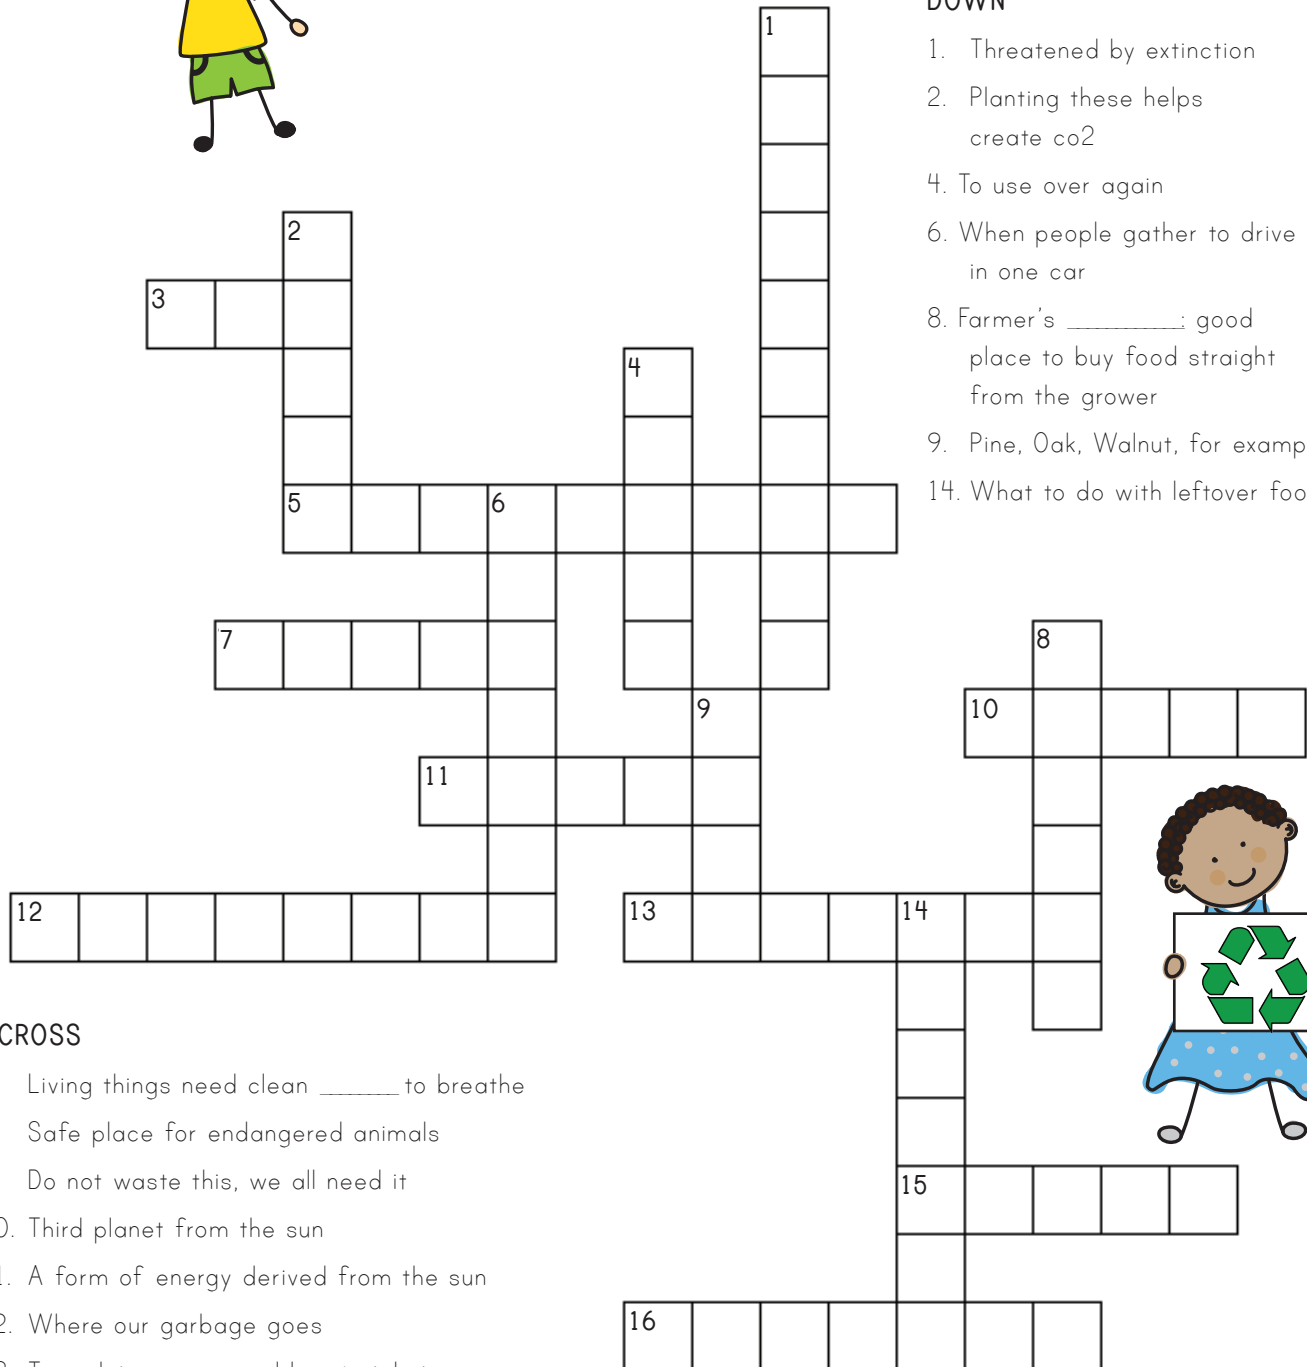 DOWN
1. Threatened by extinction
2. Planting these helps
create co2
4. To use over again
6. When people gather to drive
in one car
8. Farmer's ________: good
place to buy food straight
from the grower
9. Pine, Oak, Walnut, for examp
14. What to do with leftover foo
1
2
3
4
5
6
7
8
9
10
11
12
13
14
15
16
CROSS
Living things need clean ______ to breathe
Safe place for endangered animals
Do not waste this, we all need it
0. Third planet from the sun
1. A form of energy derived from the sun
2. Where our garbage goes